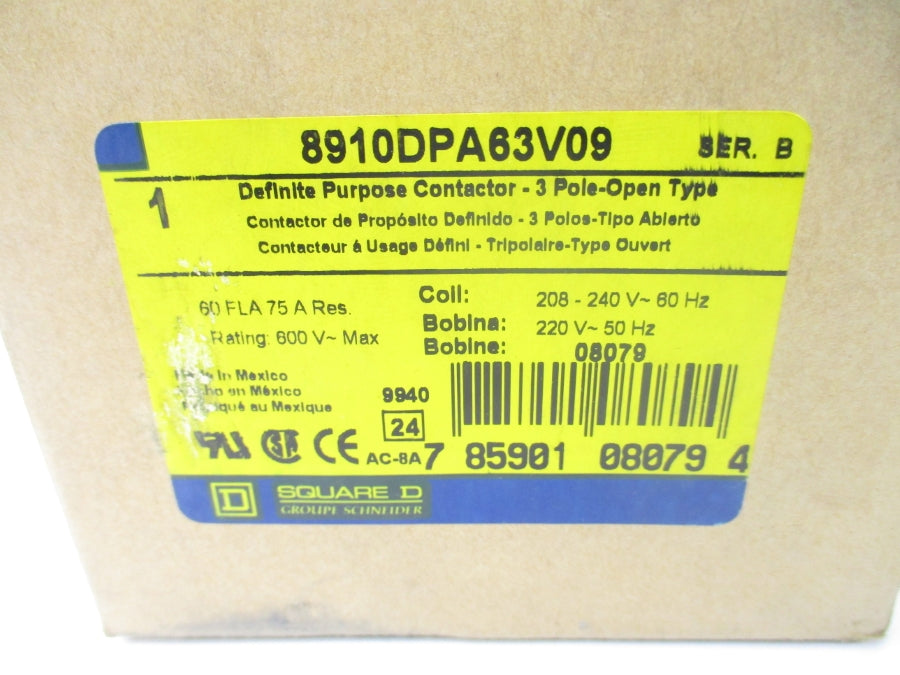 8910DPA63V09 SER. B
1
Definite Purpose Contactor - 3 Pole-Open Type
Contactor de Propósito Definido - 3 Polos-Tipo Abierto
Contacteur à Usage Défini - Tripolaire-Type Ouvert
60 FLA 75 A Res.
Rating: 600 V~ Max
Coil: 208 - 240 V~ 60 Hz
Bobina: 220 V~ 50 Hz
Bobine: 08079
In Mexico
en México
au Mexique
9940
24
AC-8A
7 85901 08079 4
CE
D SQUARE D
GROUPE SCHNEIDER